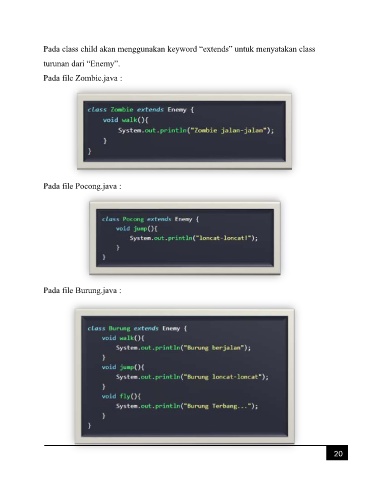 Pada class child akan menggunakan keyword “extends” untuk menyatakan class
turunan dari “Enemy”.
Pada file Zombie.java :
class Zombie extends Enemy {
void walk(){
System.out.println("Zombie jalan-jalan");
}
}
Pada file Pocong.java :
class Pocong extends Enemy {
void jump(){
System.out.println("loncat-loncat!");
}
}
Pada file Burung.java :
class Burung extends Enemy {
void walk(){
System.out.println("Burung berjalan");
}
void jump(){
System.out.println("Burung loncat-loncat");
}
void fly(){
System.out.println("Burung Terbang...");
}
}
20